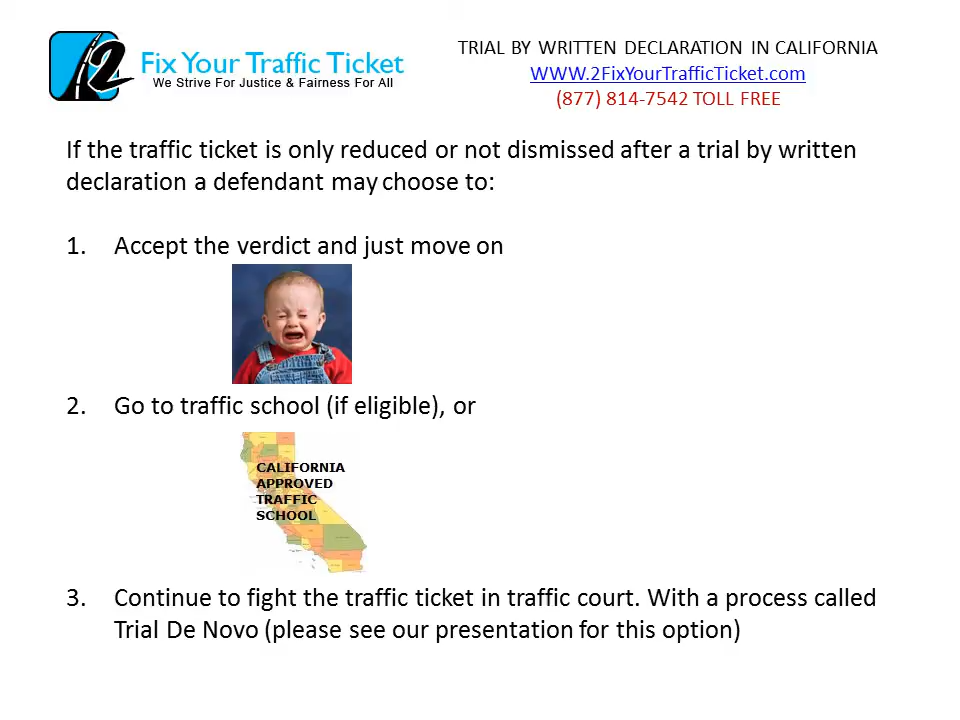 2 Fix Your Traffic Ticket
We Strive For Justice & Fairness For All
TRIAL BY WRITTEN DECLARATION IN CALIFORNIA
WWW.2FixYourTrafficTicket.com
(877) 814-7542 TOLL FREE
If the traffic ticket is only reduced or not dismissed after a trial by written
declaration a defendant may choose to:
1. Accept the verdict and just move on
2. Go to traffic school (if eligible), or
CALIFORNIA
APPROVED
TRAFFIC
SCHOOL
3. Continue to fight the traffic ticket in traffic court. With a process called
Trial De Novo (please see our presentation for this option)